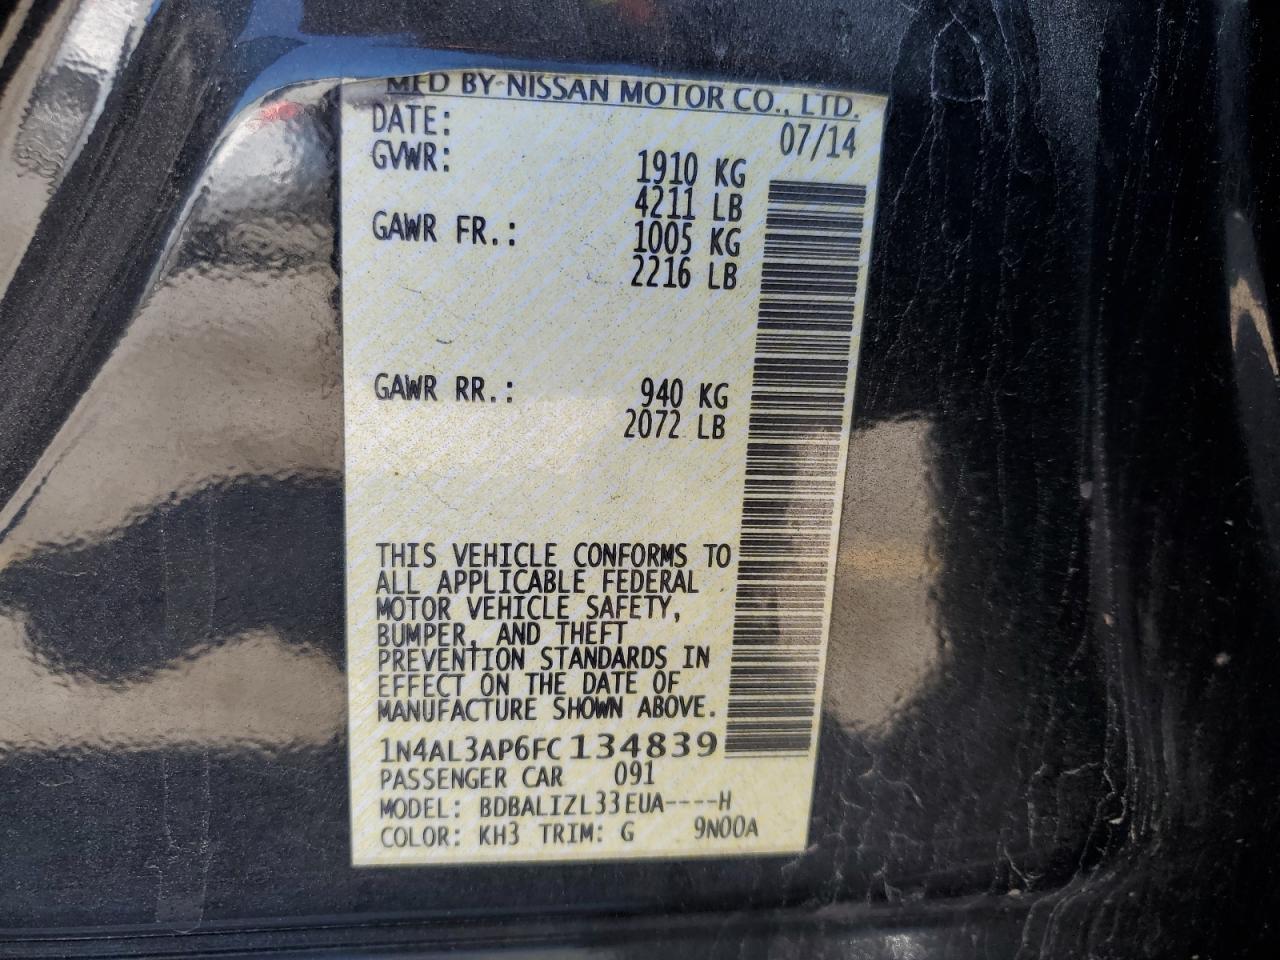 MFD BY NISSAN MOTOR CO., LTD.
DATE: 07/14
GVWR: 1910 KG
4211 LB
GAWR FR.: 1005 KG
2216 LB
GAWR RR.: 940 KG
2072 LB
THIS VEHICLE CONFORMS TO
ALL APPLICABLE FEDERAL
MOTOR VEHICLE SAFETY,
BUMPER, AND THEFT
PREVENTION STANDARDS IN
EFFECT ON THE DATE OF
MANUFACTURE SHOWN ABOVE.
1N4AL3AP6FC134839
PASSENGER CAR 091
MODEL: BDBALIZL33EUA----H
COLOR: KH3 TRIM: G 9N00A